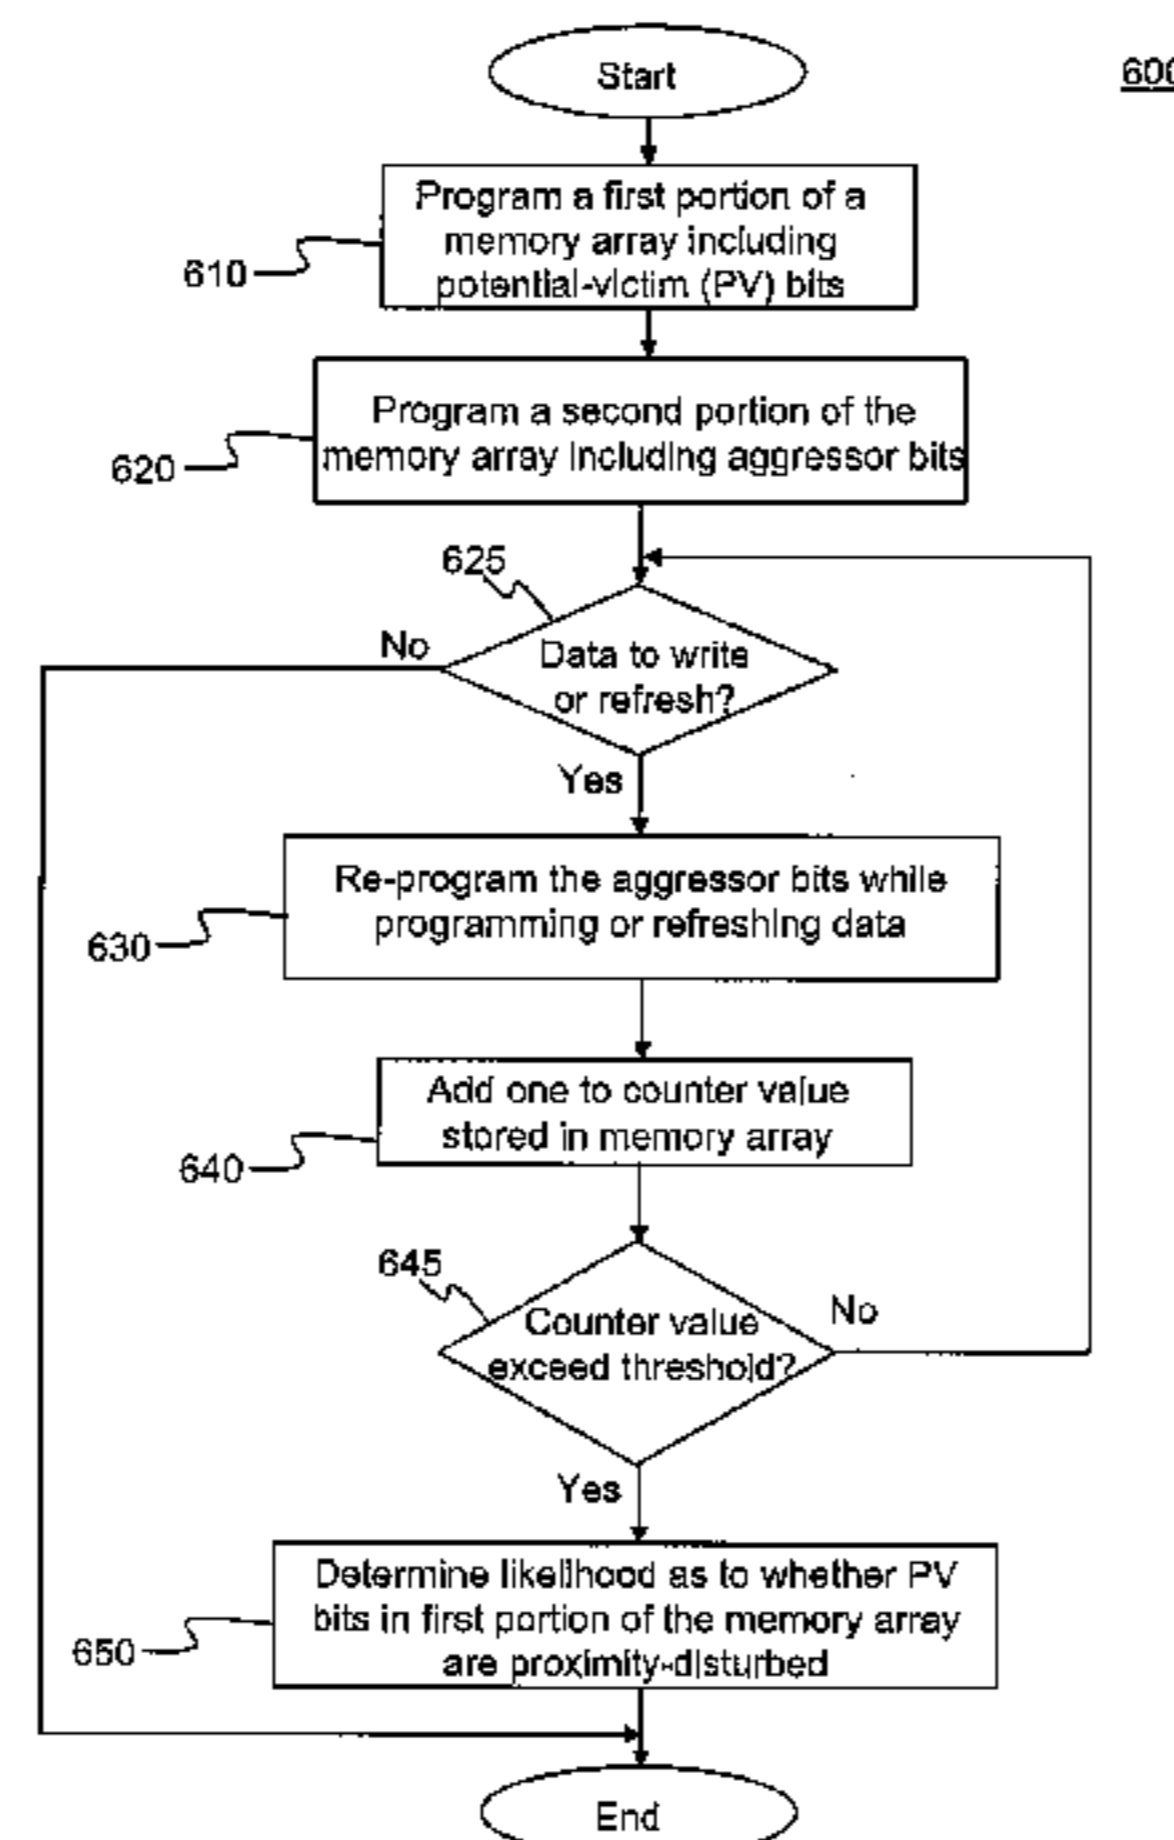 Start
600
Program a first portion of a
memory array including
potential-victim (PV) bits
610
Program a second portion of the
memory array including aggressor bits
620
625
No
Data to write
or refresh?
Yes
Re-program the aggressor bits while
programming or refreshing data
630
Add one to counter value
stored in memory array
640
645
Counter value
exceed threshold?
No
Yes
Determine likelihood as to whether PV
bits in first portion of the memory array
are proximity-disturbed
650
End